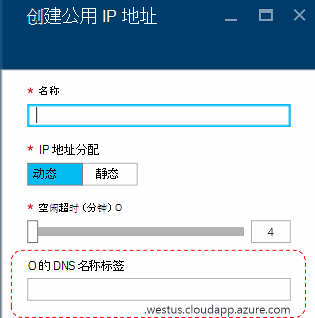 创建公用 IP 地址
* 名称
* IP 地址分配
动态 静态
* 空闲超时 (分钟) O
4
O 的 DNS 名称标签
.westus.cloudapp.azure.com